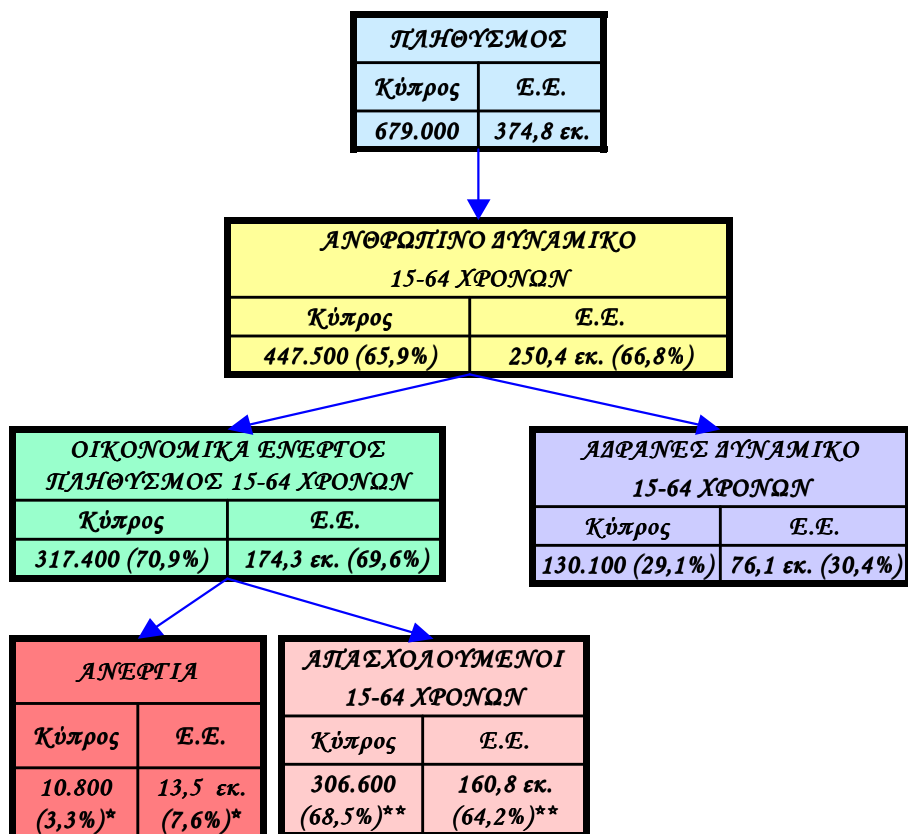 ΠΛΗΘΥΣΜΟΣ
Κύπρος Ε.Ε.
679.000 374,8 εκ.
ΑΝΘΡΩΠΙΝΟ ΔΥΝΑΜΙΚΟ
15-64 ΧΡΟΝΩΝ
Κύπρος Ε.Ε.
447.500 (65,9%) 250,4 εκ. (66,8%)
ΟΙΚΟΝΟΜΙΚΑ ΕΝΕΡΓΟΣ
ΠΛΗΘΥΣΜΟΣ 15-64 ΧΡΟΝΩΝ
Κύπρος Ε.Ε.
317.400 (70,9%) 174,3 εκ. (69,6%)
ΑΔΡΑΝΕΣ ΔΥΝΑΜΙΚΟ
15-64 ΧΡΟΝΩΝ
Κύπρος Ε.Ε.
130.100 (29,1%) 76,1 εκ. (30,4%)
ΑΝΕΡΓΙΑ
Κύπρος Ε.Ε.
10.800 13,5 εκ.
(3,3%)* (7,6%)*
ΑΠΑΣΧΟΛΟΥΜΕΝΟΙ
15-64 ΧΡΟΝΩΝ
Κύπρος Ε.Ε.
306.600 160,8 εκ.
(68,5%)** (64,2%)**